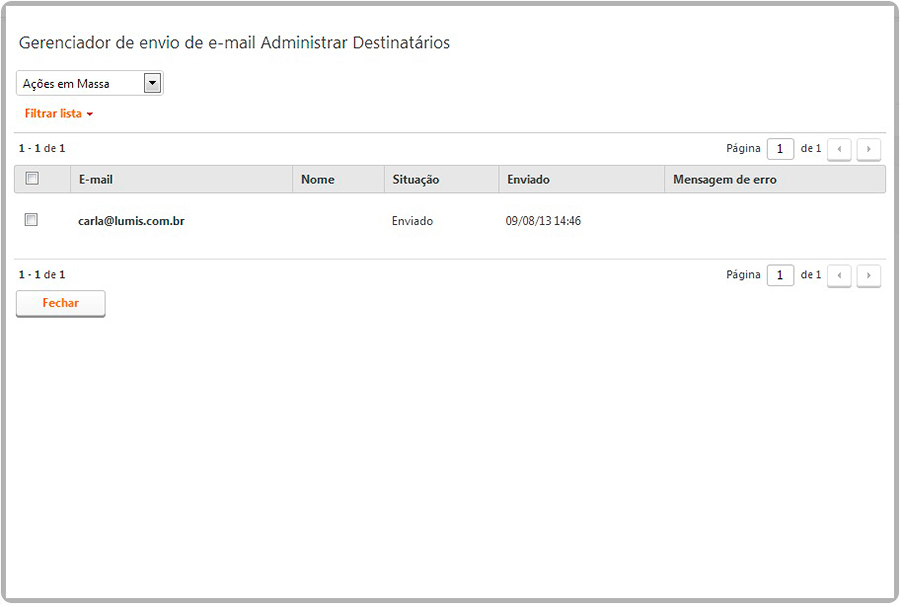 Gerenciador de envio de e-mail Administrar Destinatários
Ações em Massa
Filtrar lista
1 - 1 de 1 Página 1 de 1
E-mail Nome Situação Enviado Mensagem de erro
carla@lumis.com.br Enviado 09/08/13 14:46
1 - 1 de 1 Página 1 de 1
Fechar